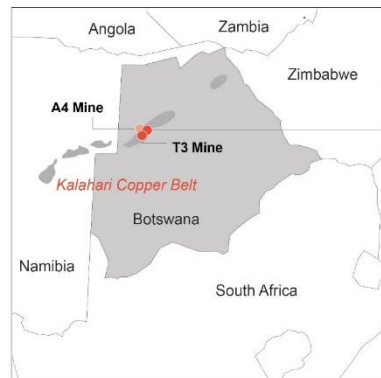 Angola
Zambia
Zimbabwe
A4 Mine
T3 Mine
Kalahari Copper Belt
Botswana
Namibia
South Africa